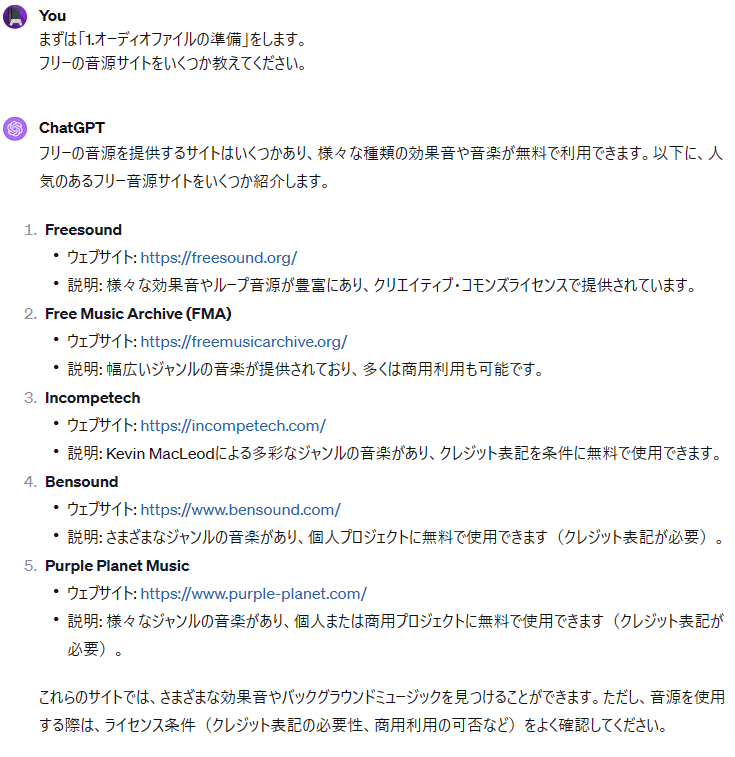 You
まずは「1.オーディオファイルの準備」をします。
フリーの音源サイトをいくつか教えてください。
ChatGPT
フリーの音源を提供するサイトはいくつかあり、様々な種類の効果音や音楽が無料で利用できます。以下に、人
気のあるフリー音源サイトをいくつか紹介します。
1. Freesound
• ウェブサイト: https://freesound.org/
• 説明: 様々な効果音やループ音源が豊富にあり、クリエイティブ・コモンズライセンスで提供されています。
2. Free Music Archive (FMA)
• ウェブサイト: https://freemusicarchive.org/
• 説明: 幅広いジャンルの音楽が提供されており、多くは商用利用も可能です。
3. Incompetech
• ウェブサイト: https://incompetech.com/
• 説明: Kevin MacLeodによる多彩なジャンルの音楽があり、クレジット表記を条件に無料で使用できます。
4. Bensound
• ウェブサイト: https://www.bensound.com/
• 説明: さまざまなジャンルの音楽があり、個人プロジェクトに無料で使用できます（クレジット表記が必要）。
5. Purple Planet Music
• ウェブサイト: https://www.purple-planet.com/
• 説明: 様々なジャンルの音楽があり、個人または商用プロジェクトに無料で使用できます（クレジット表記が
必要）。
これらのサイトでは、さまざまな効果音やバックグラウンドミュージックを見つけることができます。ただし、音源を使用
する際は、ライセンス条件（クレジット表記の必要性、商用利用の可否など）をよく確認してください。